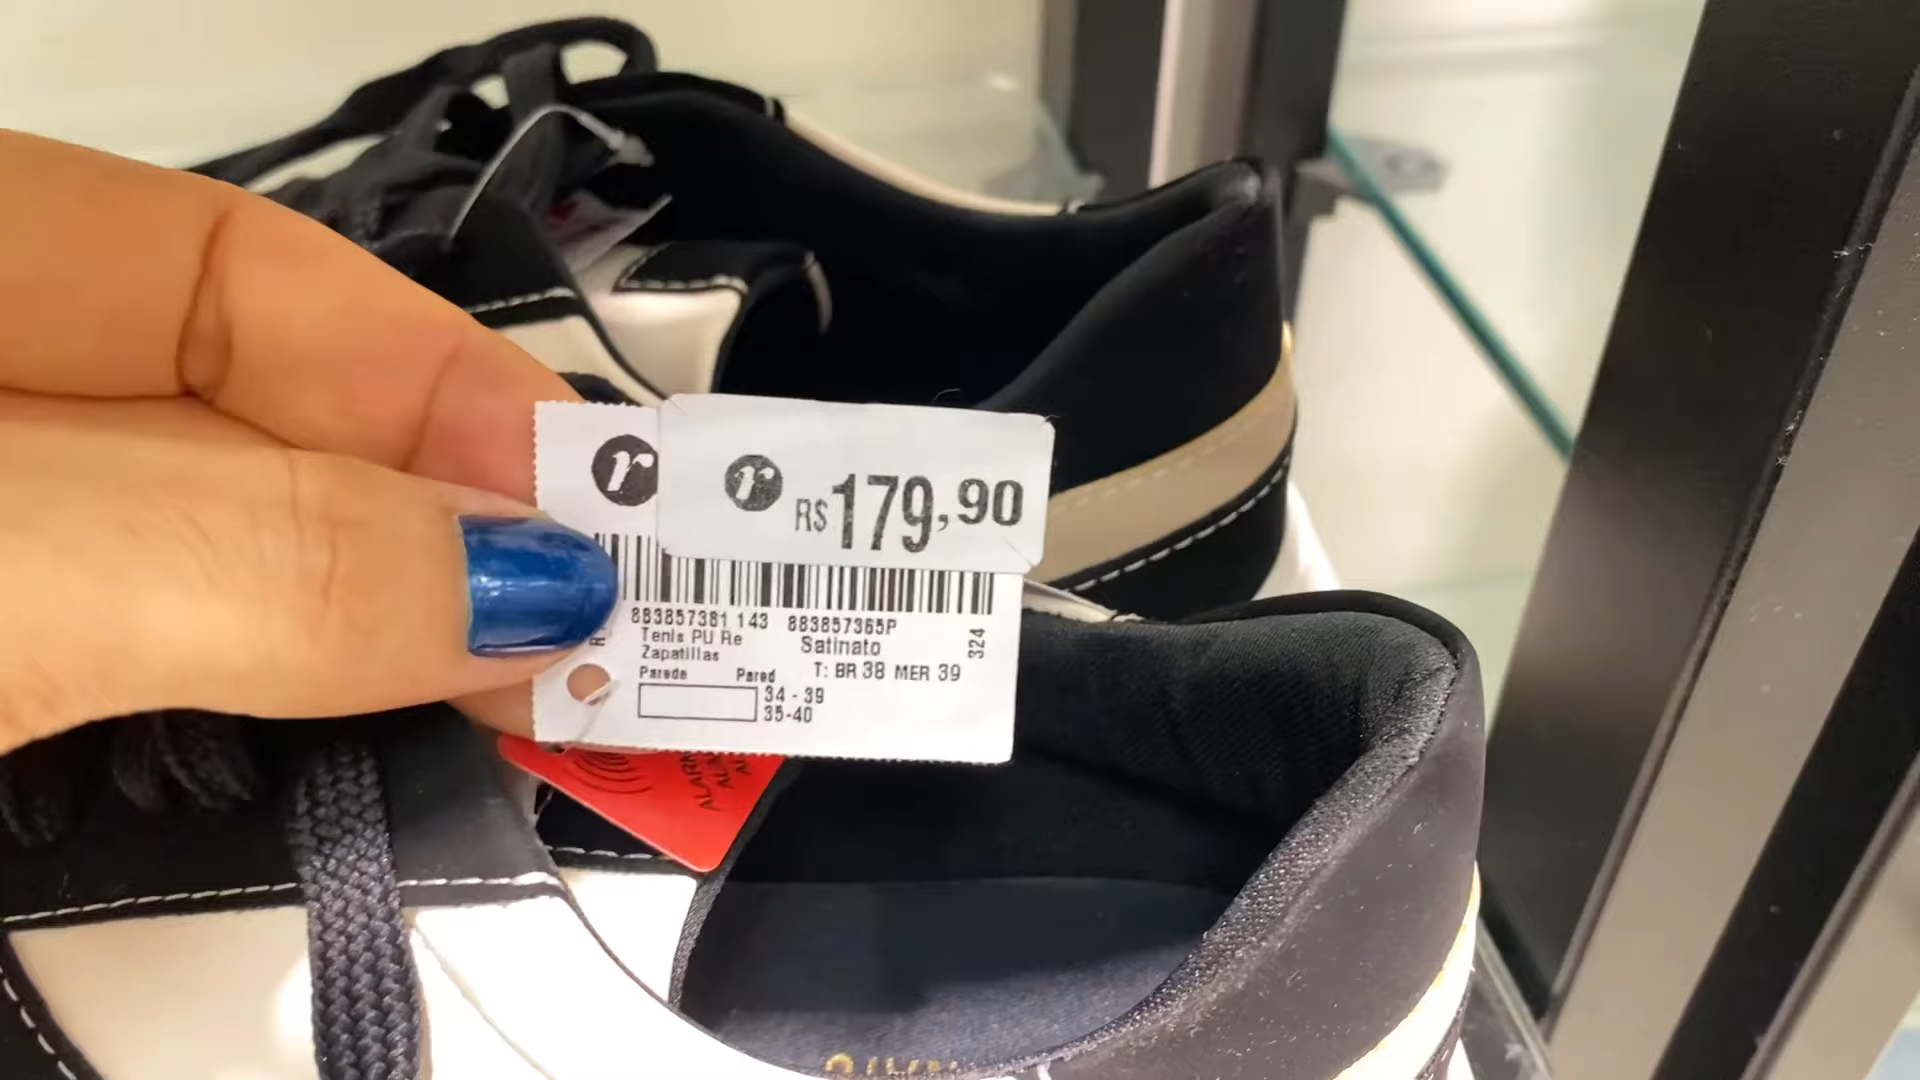 r
r R$179,90
883857381 143 883857365P
Tenis PU Re Satinato
Zapatillas
324
T: BR 38 MER 39
Parede Pared
34 - 39
35-40
ALAR